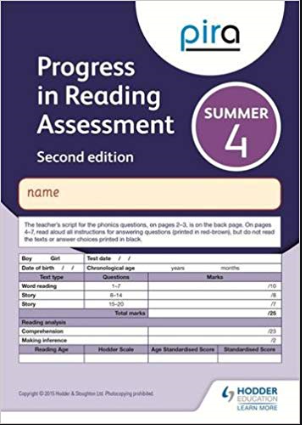 pira
Progress
in Reading
Assessment
Second edition
SUMMER
4
name
The teacher's script for the phonics questions, on pages 2–3, is on the back page. On pages
4–7, read aloud all instructions for answering questions (printed in red-brown), but do not read
the texts or answer choices printed in black.
Boy Girl Test date / /
Date of birth / / Chronological age years months
Test type Questions Marks
Word reading 1–7 /10
Story 8–14 /8
Story 15–20 /7
Total marks /25
Reading analysis
Comprehension /23
Making inference /2
Reading Age Hodder Scale Age Standardised Score Standardised Score
Copyright © 2015 Hodder & Stoughton Ltd. Photocopying prohibited.
HODDER
EDUCATION
LEARN MORE